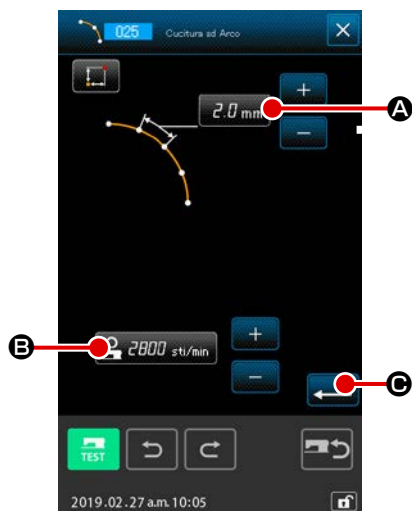 025 Cucitura ad Arco
2.0 mm
A
B
2800 sti/min
C
TEST
2019.02.27 a.m. 10:05